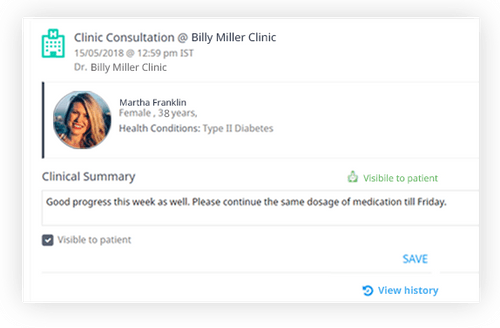 Clinic Consultation @ Billy Miller Clinic
15/05/2018 @ 12:59 pm IST
Dr. Billy Miller Clinic
Martha Franklin
Female , 38 years,
Health Conditions: Type II Diabetes
Clinical Summary
Visibile to patient
Good progress this week as well. Please continue the same dosage of medication till Friday.
Visible to patient
SAVE
View history